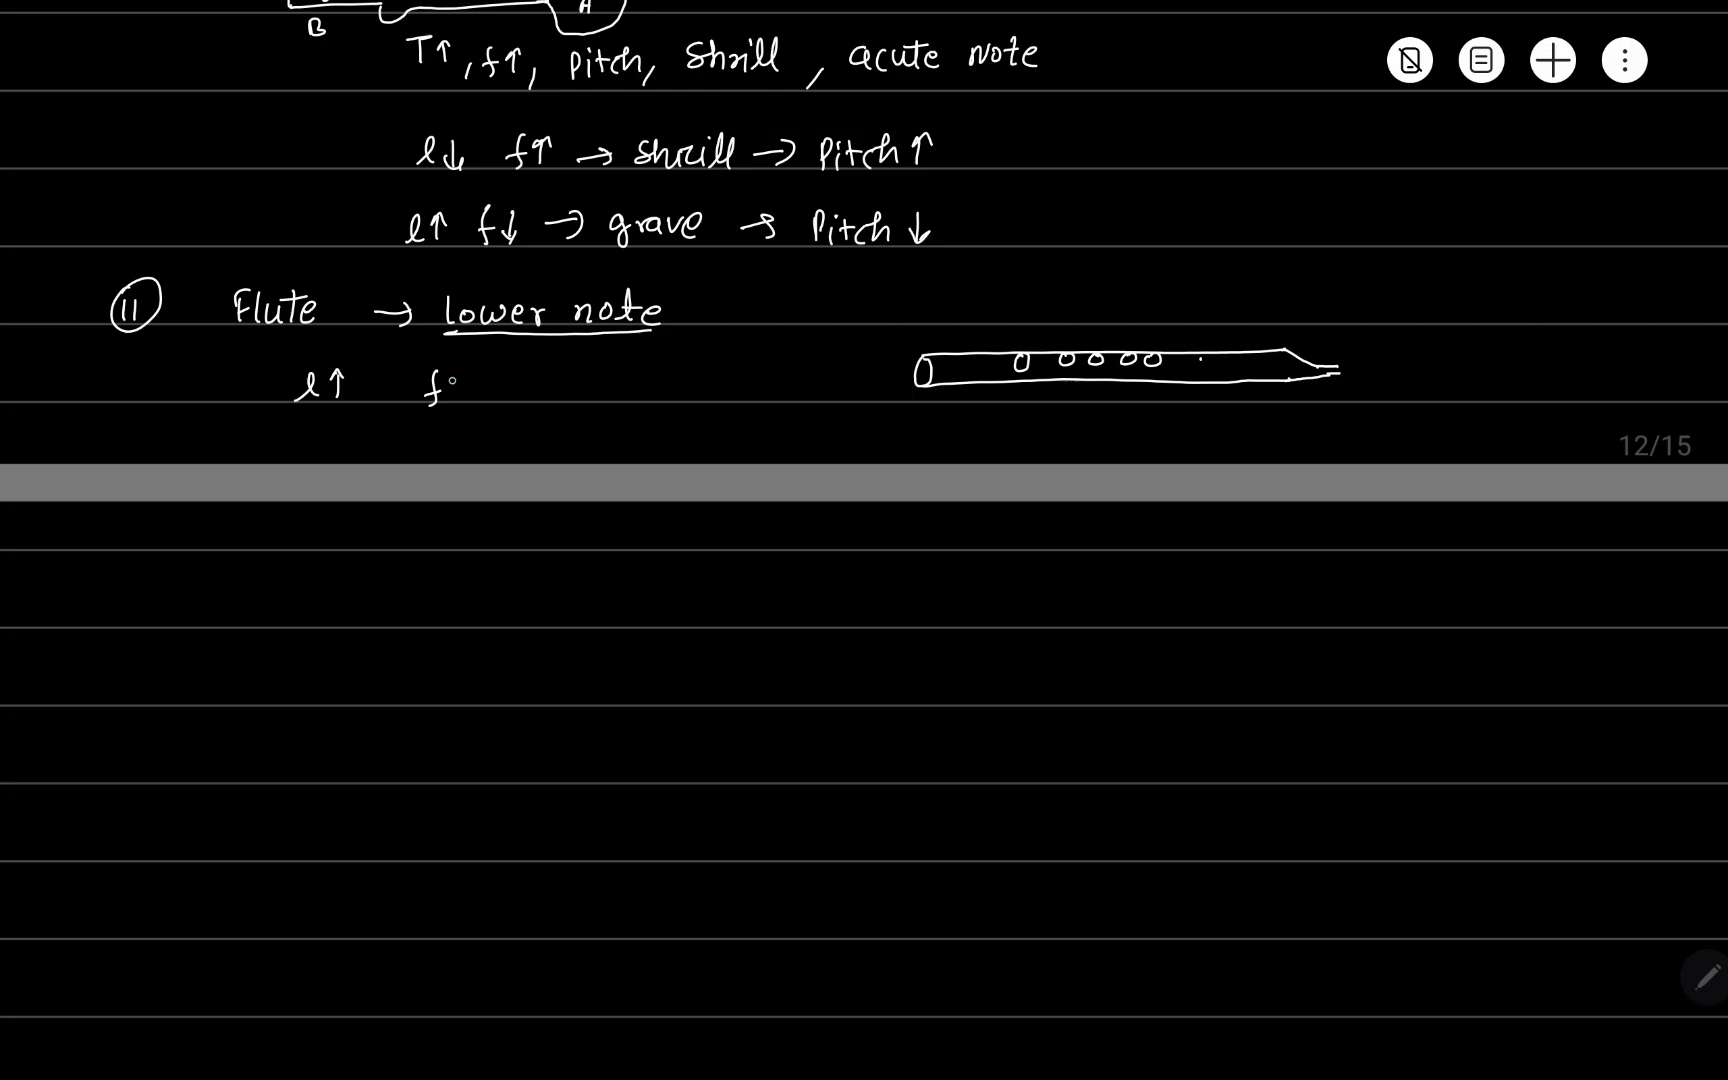 B A
T↑, f↑, pitch, shrill, acute note
l↓ f↑ → shrill → Pitch↑
l↑ f↓ → grave → Pitch↓
(11) Flute → lower note
l↑ f
12/15